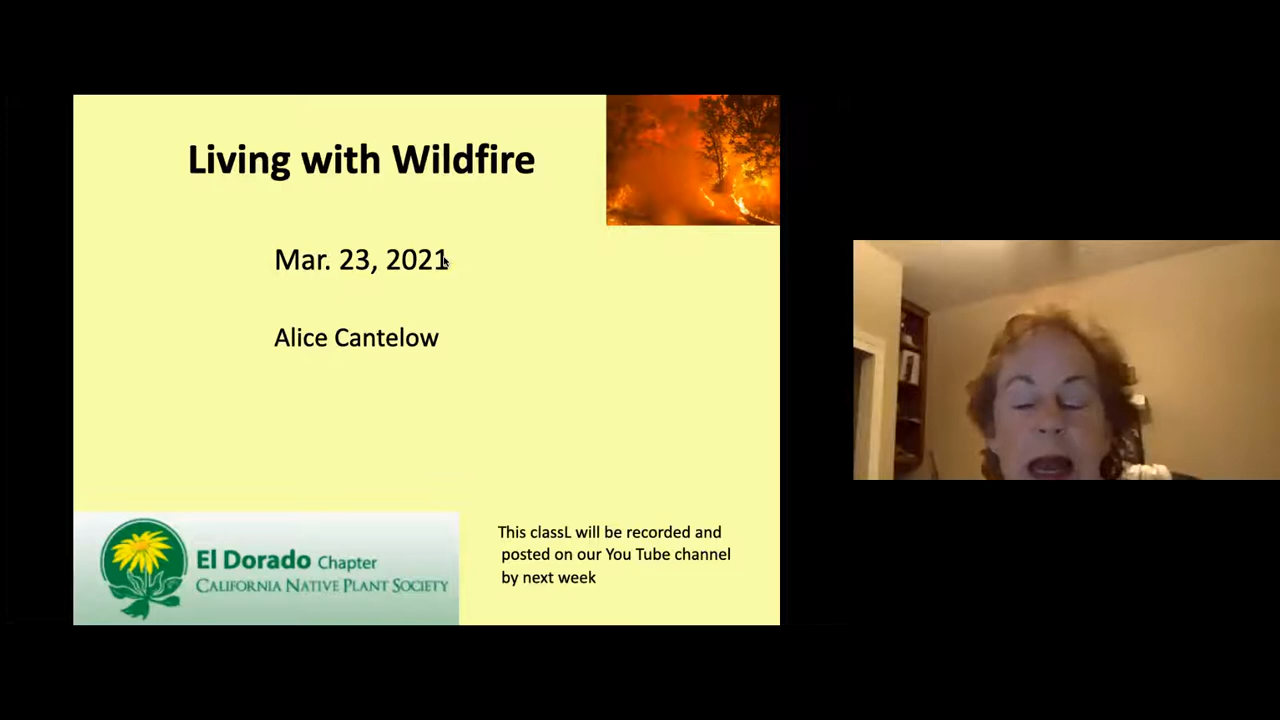 Living with Wildfire
Mar. 23, 2021
Alice Cantelow
El Dorado Chapter
CALIFORNIA NATIVE PLANT SOCIETY
This classL will be recorded and
posted on our You Tube channel
by next week